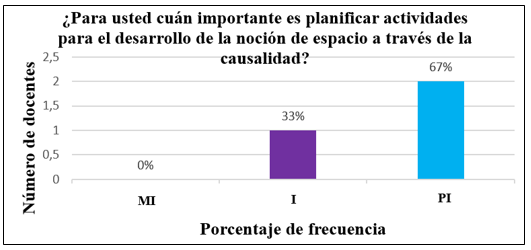 ¿Para usted cuán importante es planificar actividades
para el desarrollo de la noción de espacio a través de la
causalidad?
Número de docentes
2,5
2
1,5
1
0,5
0
0%
33%
67%
MI
I
PI
Porcentaje de frecuencia